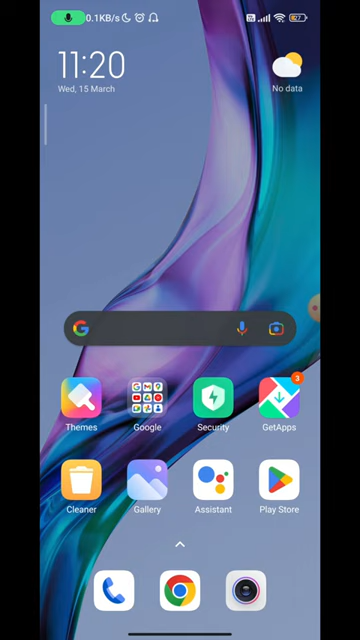 0.1KB/s
27
11:20
Wed, 15 March
No data
3
Themes
Google
Security
GetApps
Cleaner
Gallery
Assistant
Play Store